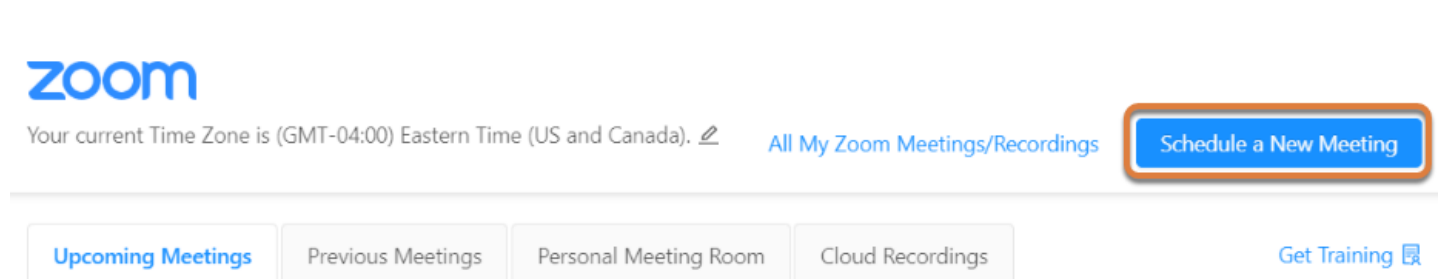 zoom
Your current Time Zone is (GMT-04:00) Eastern Time (US and Canada).
All My Zoom Meetings/Recordings
Schedule a New Meeting
Upcoming Meetings
Previous Meetings
Personal Meeting Room
Cloud Recordings
Get Training